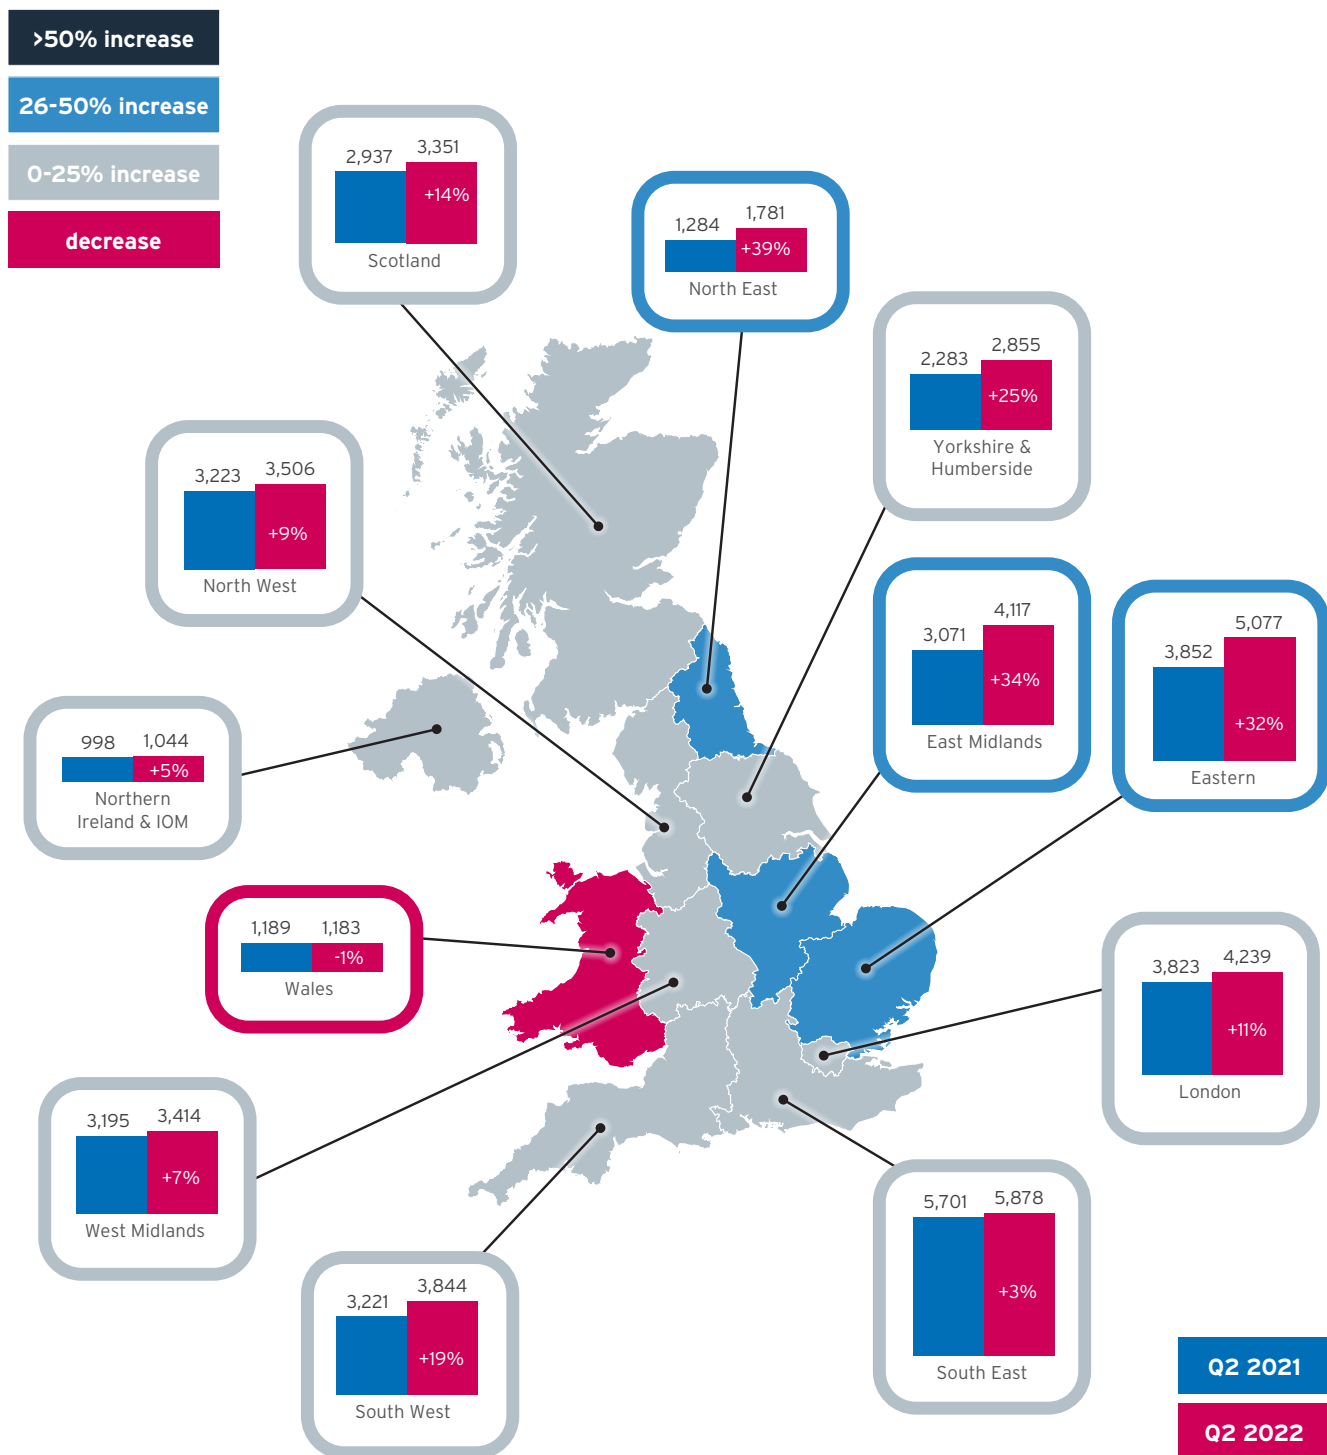 >50% increase
26-50% increase
0-25% increase
decrease
2,937
3,351
+14%
Scotland
1,284
1,781
+39%
North East
2,283
2,855
+25%
Yorkshire &
Humberside
3,223
3,506
+9%
North West
3,071
4,117
+34%
East Midlands
3,852
5,077
+32%
Eastern
998
1,044
+5%
Northern
Ireland & IOM
1,189
1,183
-1%
Wales
3,823
4,239
+11%
London
3,195
3,414
+7%
West Midlands
3,221
3,844
+19%
South West
5,701
5,878
+3%
South East
Q2 2021
Q2 2022